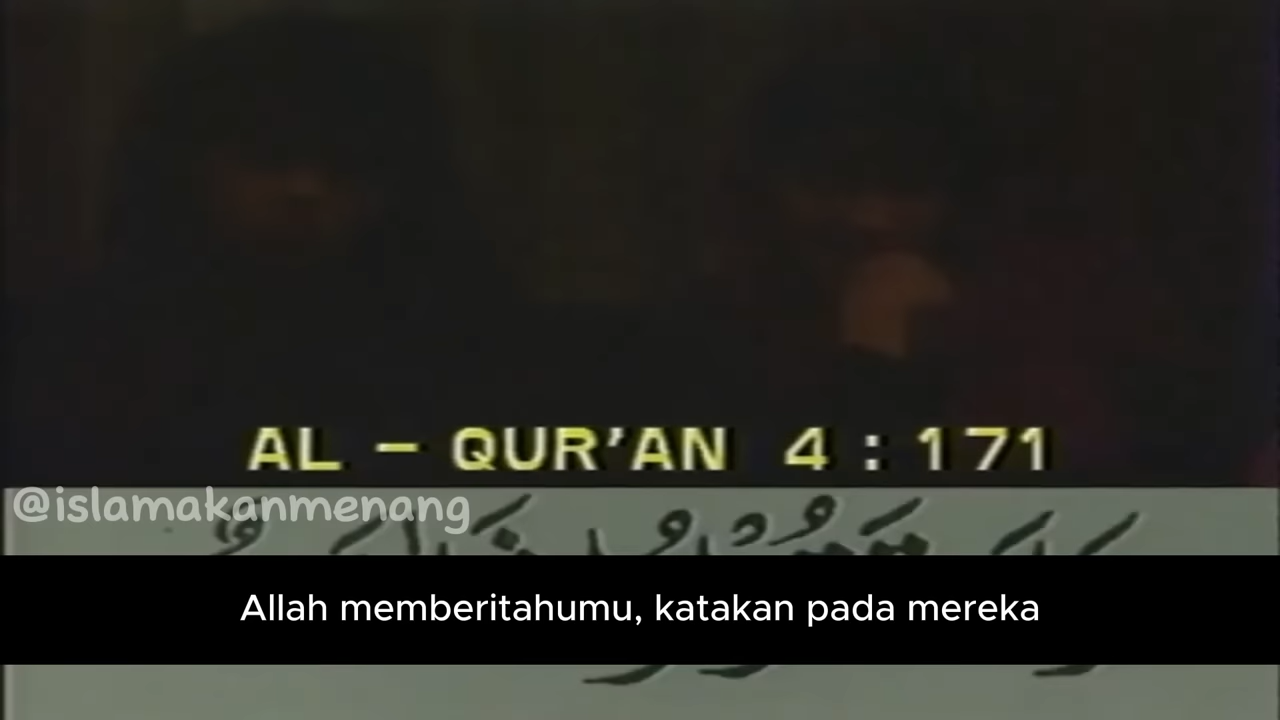 AL - QUR'AN 4 : 171
@islamakanmenang
Allah memberitahumu, katakan pada mereka